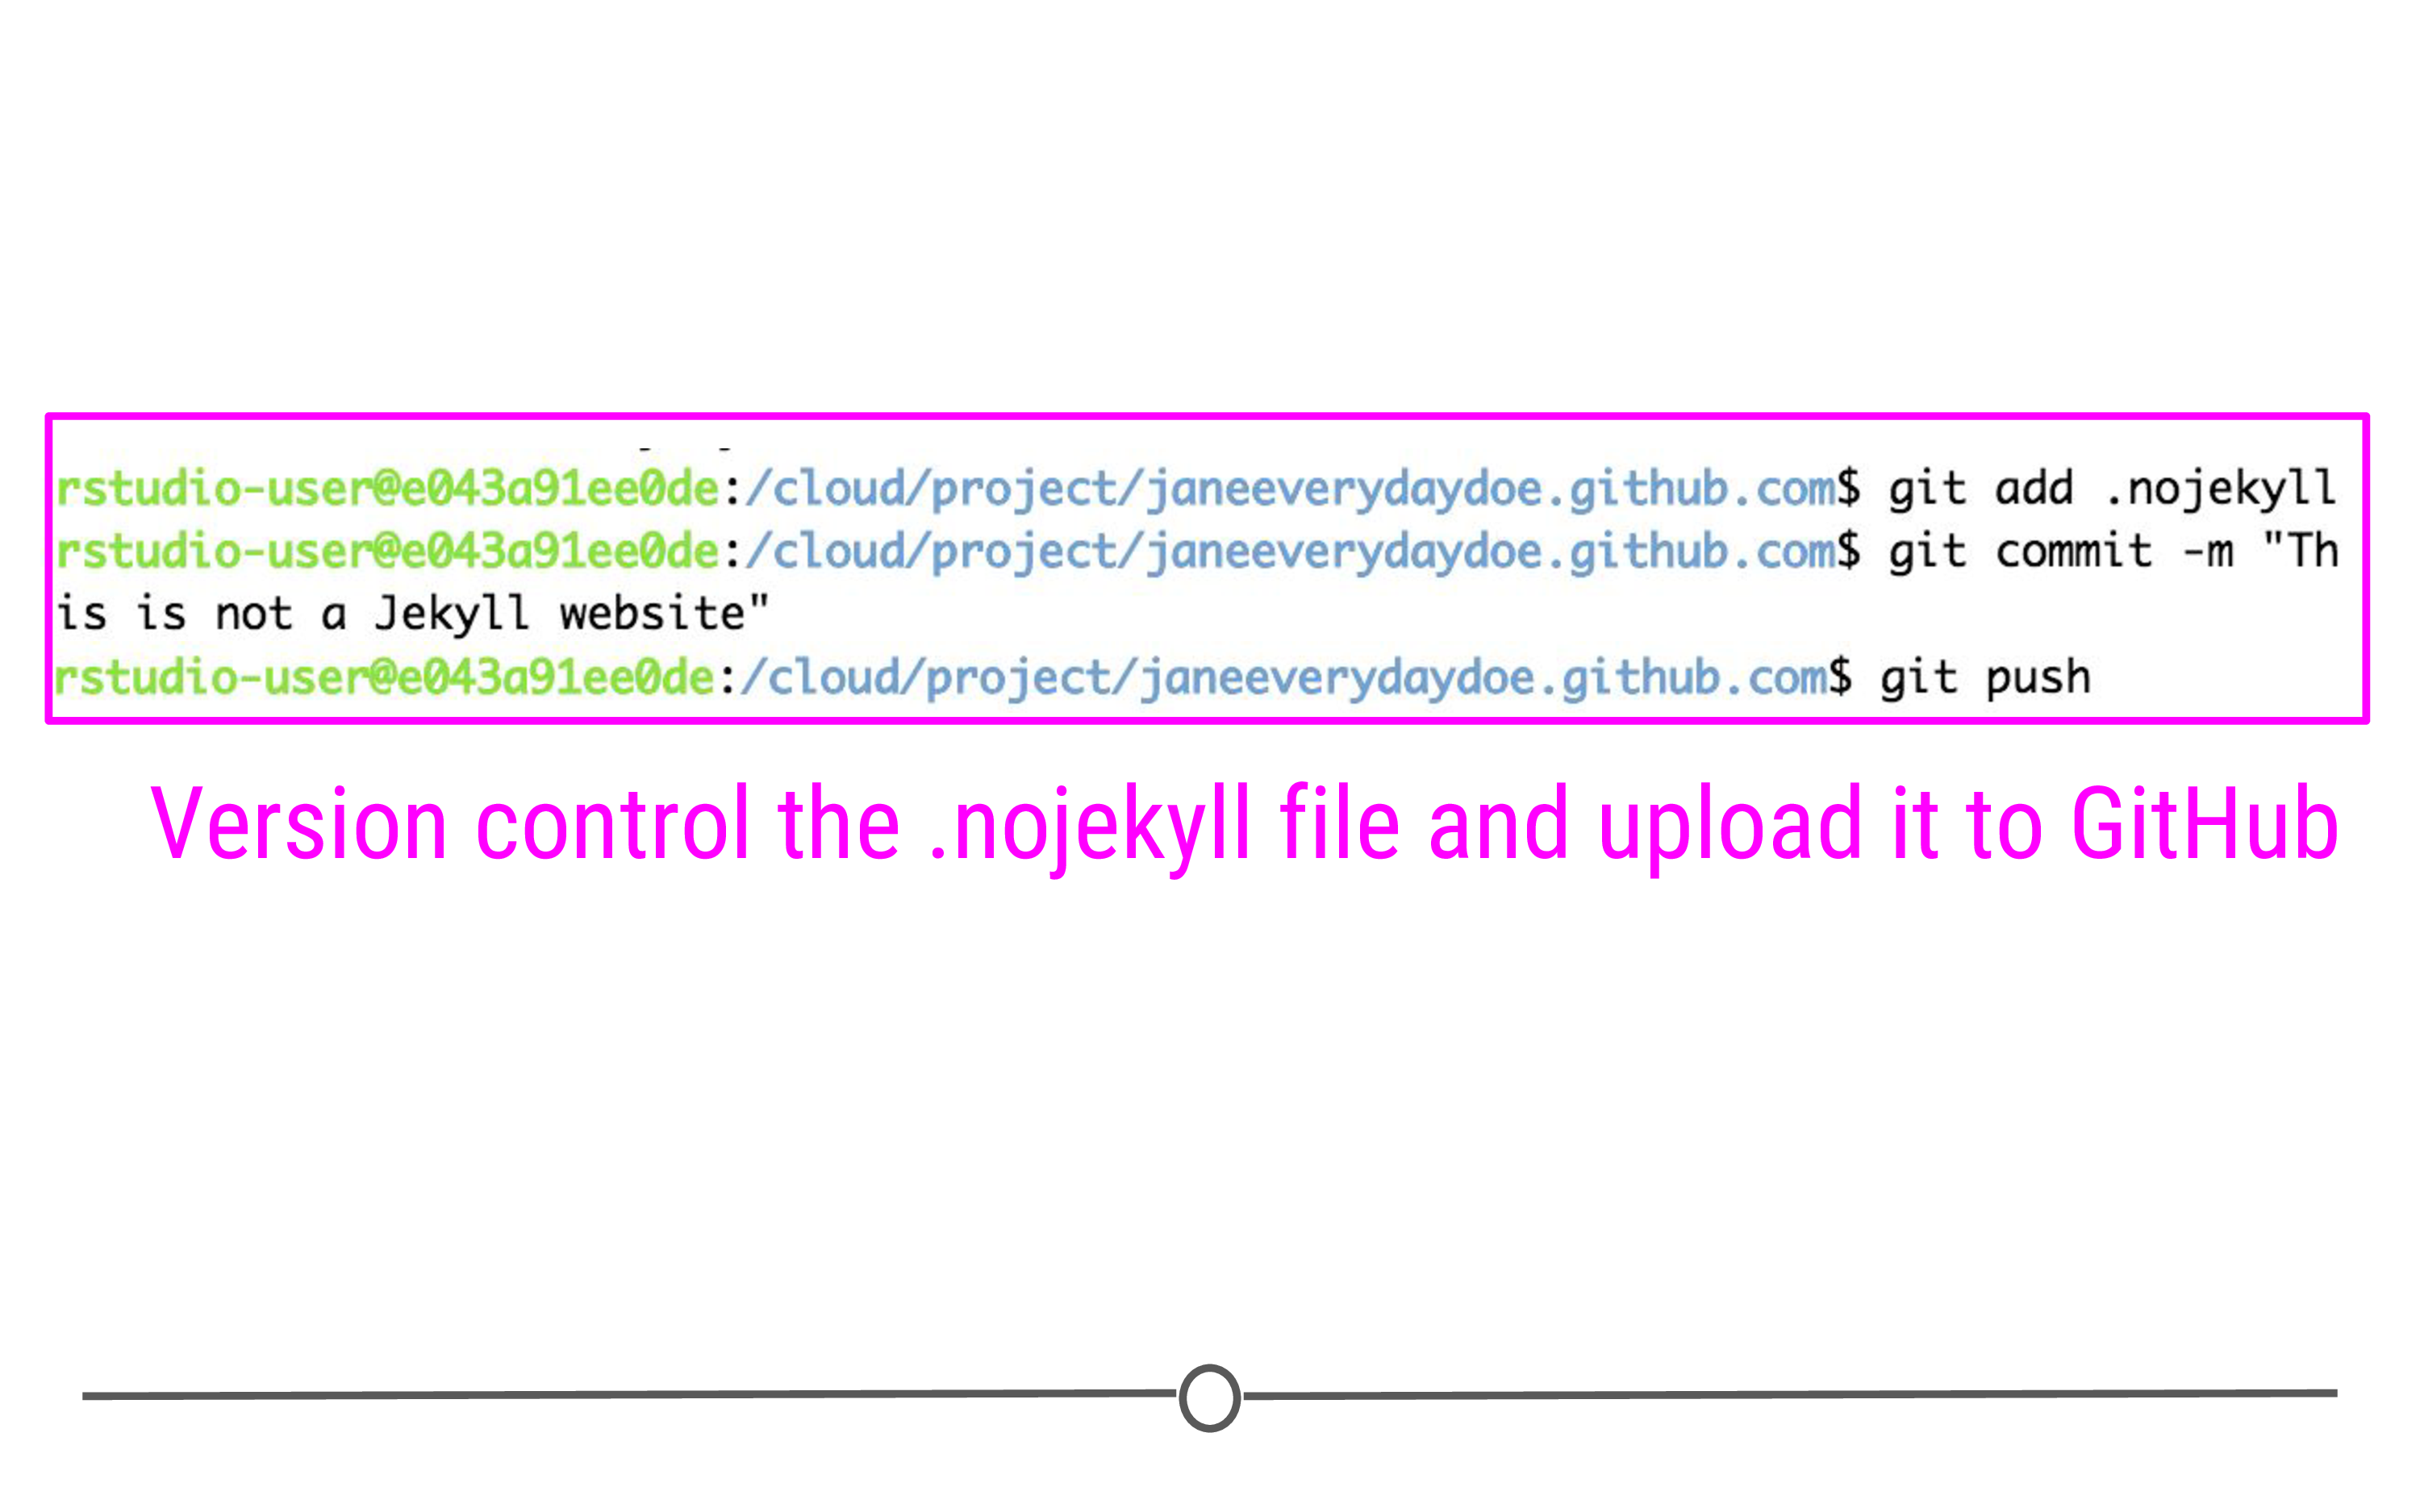 rstudio-user@e043a91ee0de:/cloud/project/janeeverydaydoe.github.com$ git add .nojekyll
rstudio-user@e043a91ee0de:/cloud/project/janeeverydaydoe.github.com$ git commit -m "Th
is is not a Jekyll website"
rstudio-user@e043a91ee0de:/cloud/project/janeeverydaydoe.github.com$ git push
Version control the .nojekyll file and upload it to GitHub